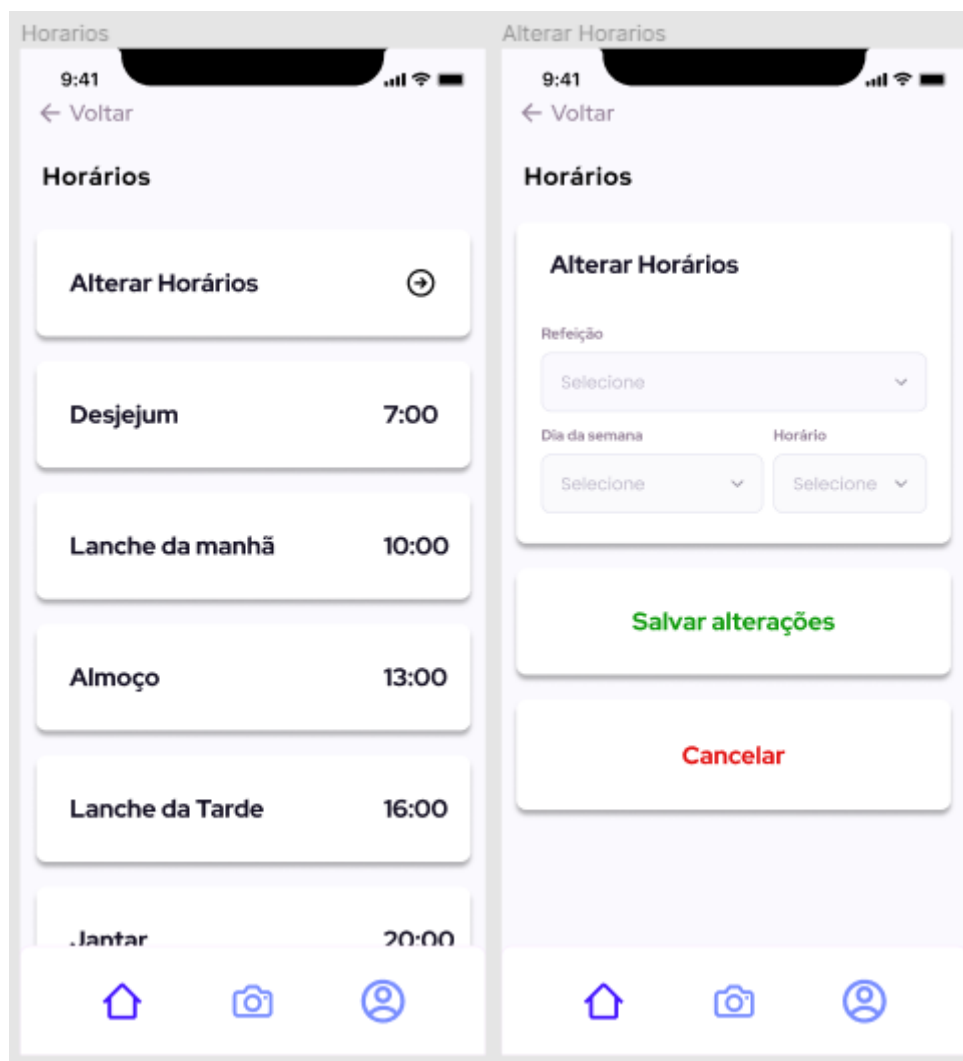 Horarios
9:41
← Voltar
Horários
Alterar Horários
Desjejum 7:00
Lanche da manhã 10:00
Almoço 13:00
Lanche da Tarde 16:00
Jantar 20:00
Alterar Horarios
9:41
← Voltar
Horários
Alterar Horários
Refeição
Selecione
Dia da semana Horário
Selecione Selecione
Salvar alterações
Cancelar